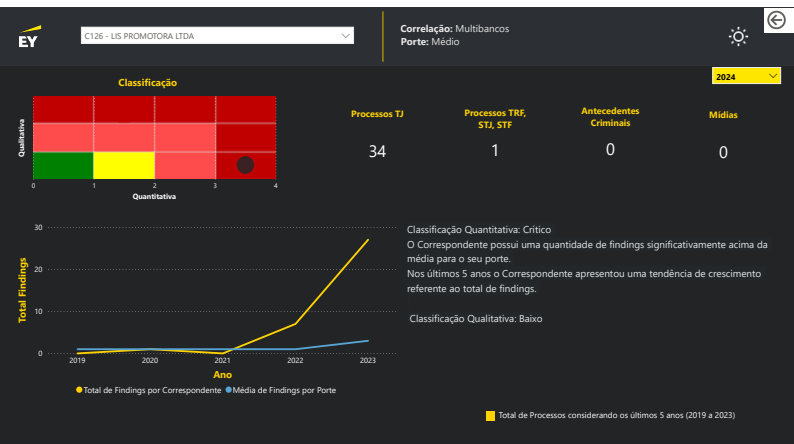 EY
C126 - LIS PROMOTORA LTDA
Correlação: Multibancos
Porte: Médio
2024
Classificação
Qualitativa
0 1 2 3 4
Quantitativa
Processos TJ
34
Processos TRF,
STJ, STF
1
Antecedentes
Criminais
0
Mídias
0
Total Findings
30
20
10
0
2019 2020 2021 2022 2023
Ano
Total de Findings por Correspondente Média de Findings por Porte
Classificação Quantitativa: Crítico
O Correspondente possui uma quantidade de findings significativamente acima da
média para o seu porte.
Nos últimos 5 anos o Correspondente apresentou uma tendência de crescimento
referente ao total de findings.
Classificação Qualitativa: Baixo
Total de Processos considerando os últimos 5 anos (2019 a 2023)